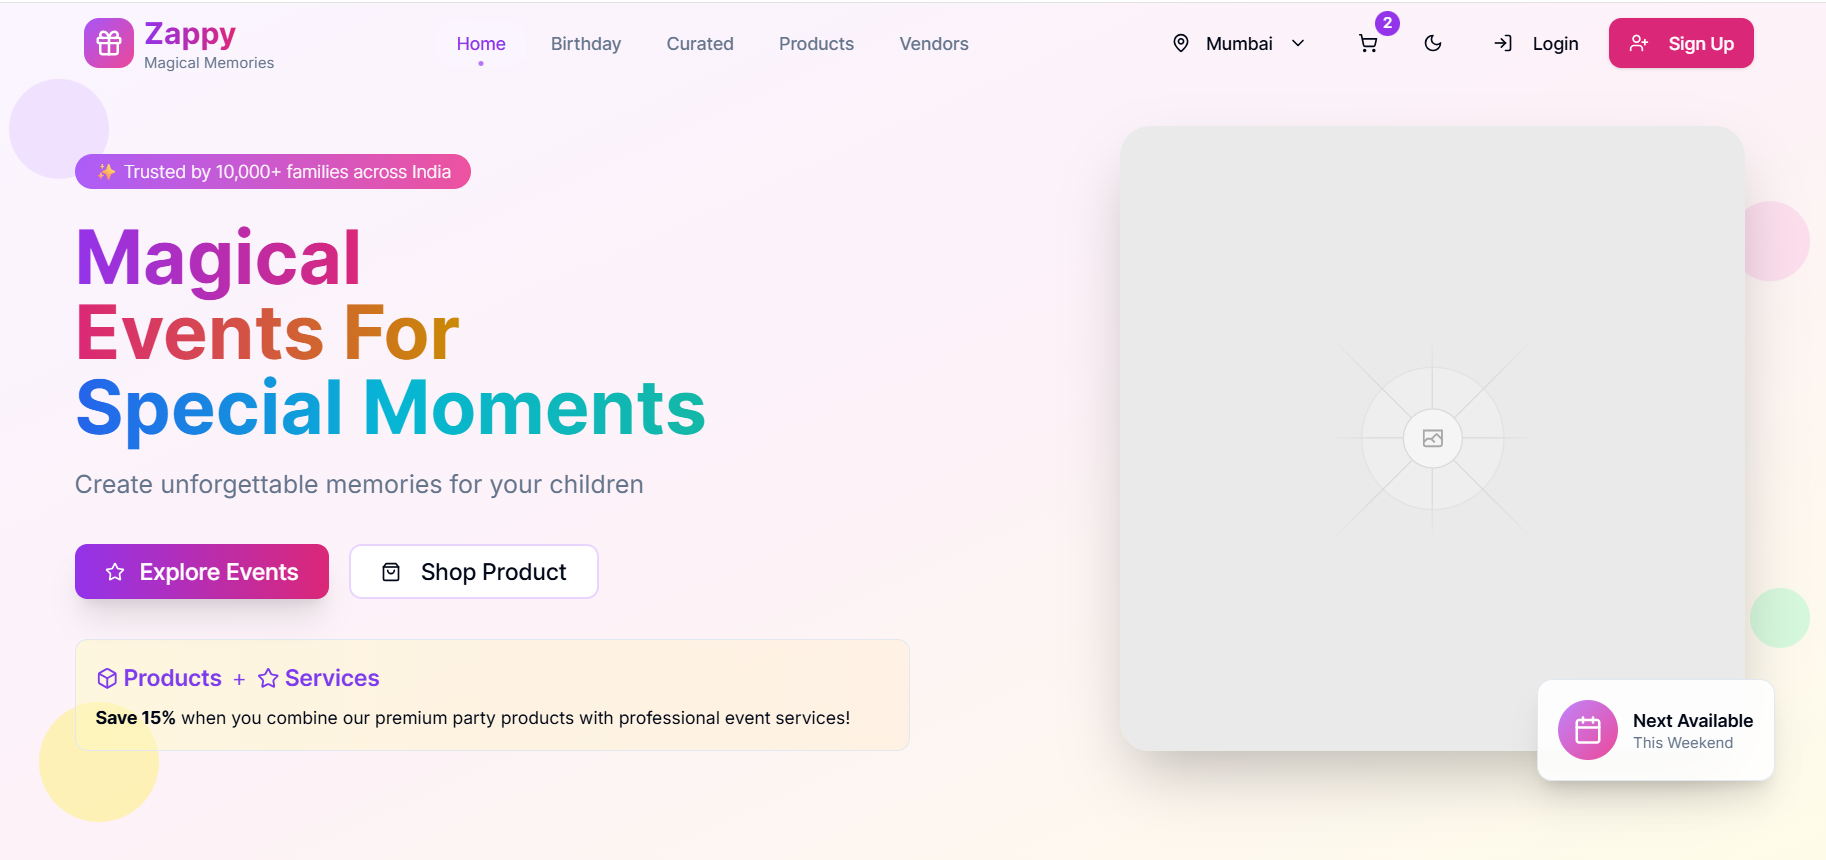 Zappy
Magical Memories
Home
Birthday
Curated
Products
Vendors
Mumbai
2
Login
Sign Up
✨ Trusted by 10,000+ families across India
Magical
Events For
Special Moments
Create unforgettable memories for your children
Explore Events
Shop Product
Products + Services
Save 15% when you combine our premium party products with professional event services!
Next Available
This Weekend